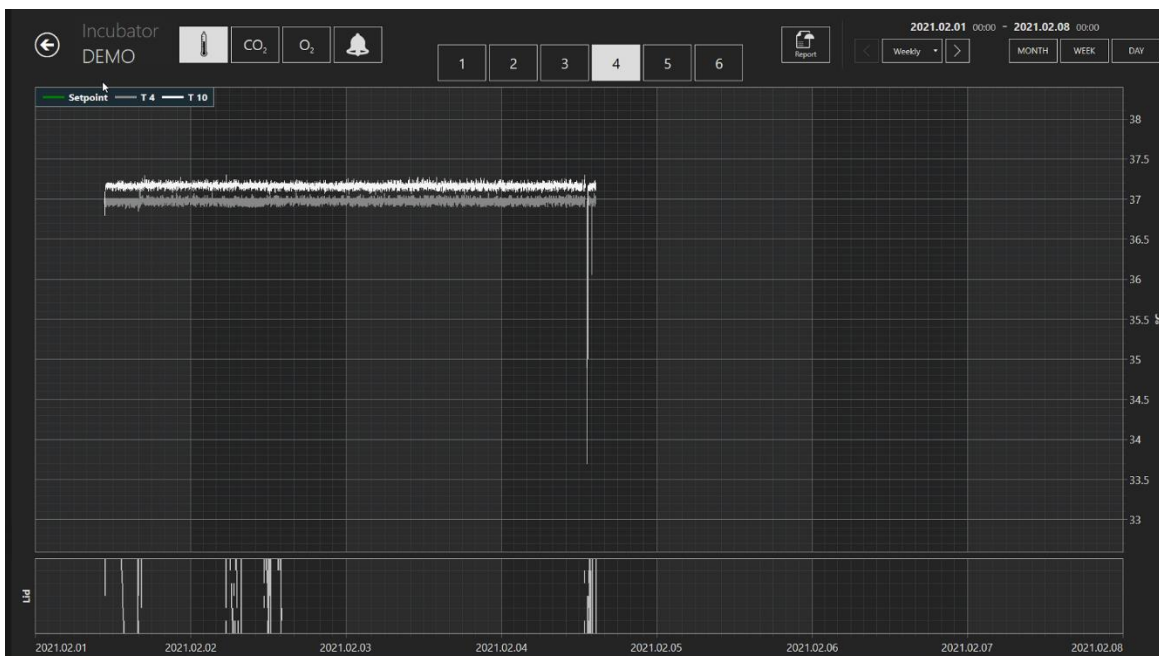 Incubator
DEMO
CO₂
O₂
1 2 3 4 5 6
Report
2021.02.01 00:00 - 2021.02.08 00:00
Weekly
MONTH WEEK DAY
Setpoint T 4 T 10
38
37.5
37
36.5
36
35.5
35
34.5
34
33.5
33
Lid
2021.02.01 2021.02.02 2021.02.03 2021.02.04 2021.02.05 2021.02.06 2021.02.07 2021.02.08